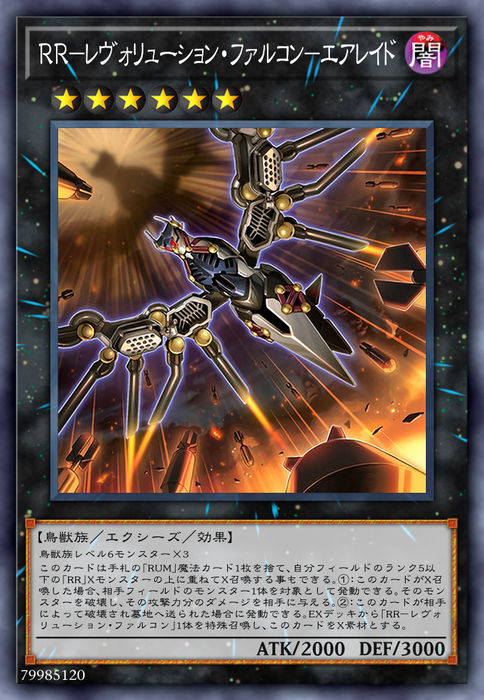 RR－レヴォリューション・ファルコン－エアレイド
やみ
闇
【鳥獣族／エクシーズ／効果】
鳥獣族レベル6モンスター×3
このカードは手札の「RUM」魔法カード1枚を捨て、自分フィールドのランク5以
下の「RR」Xモンスターの上に重ねてX召喚する事もできる。①：このカードがX召
喚した場合、相手フィールドのモンスター1体を対象として発動できる。そのモン
スターを破壊し、その攻撃力分のダメージを相手に与える。②：このカードが相手
によって破壊され墓地へ送られた場合に発動できる。EXデッキから「RR－レヴォ
リューション・ファルコン」1体を特殊召喚し、このカードをX素材とする。
ATK/2000 DEF/3000
79985120